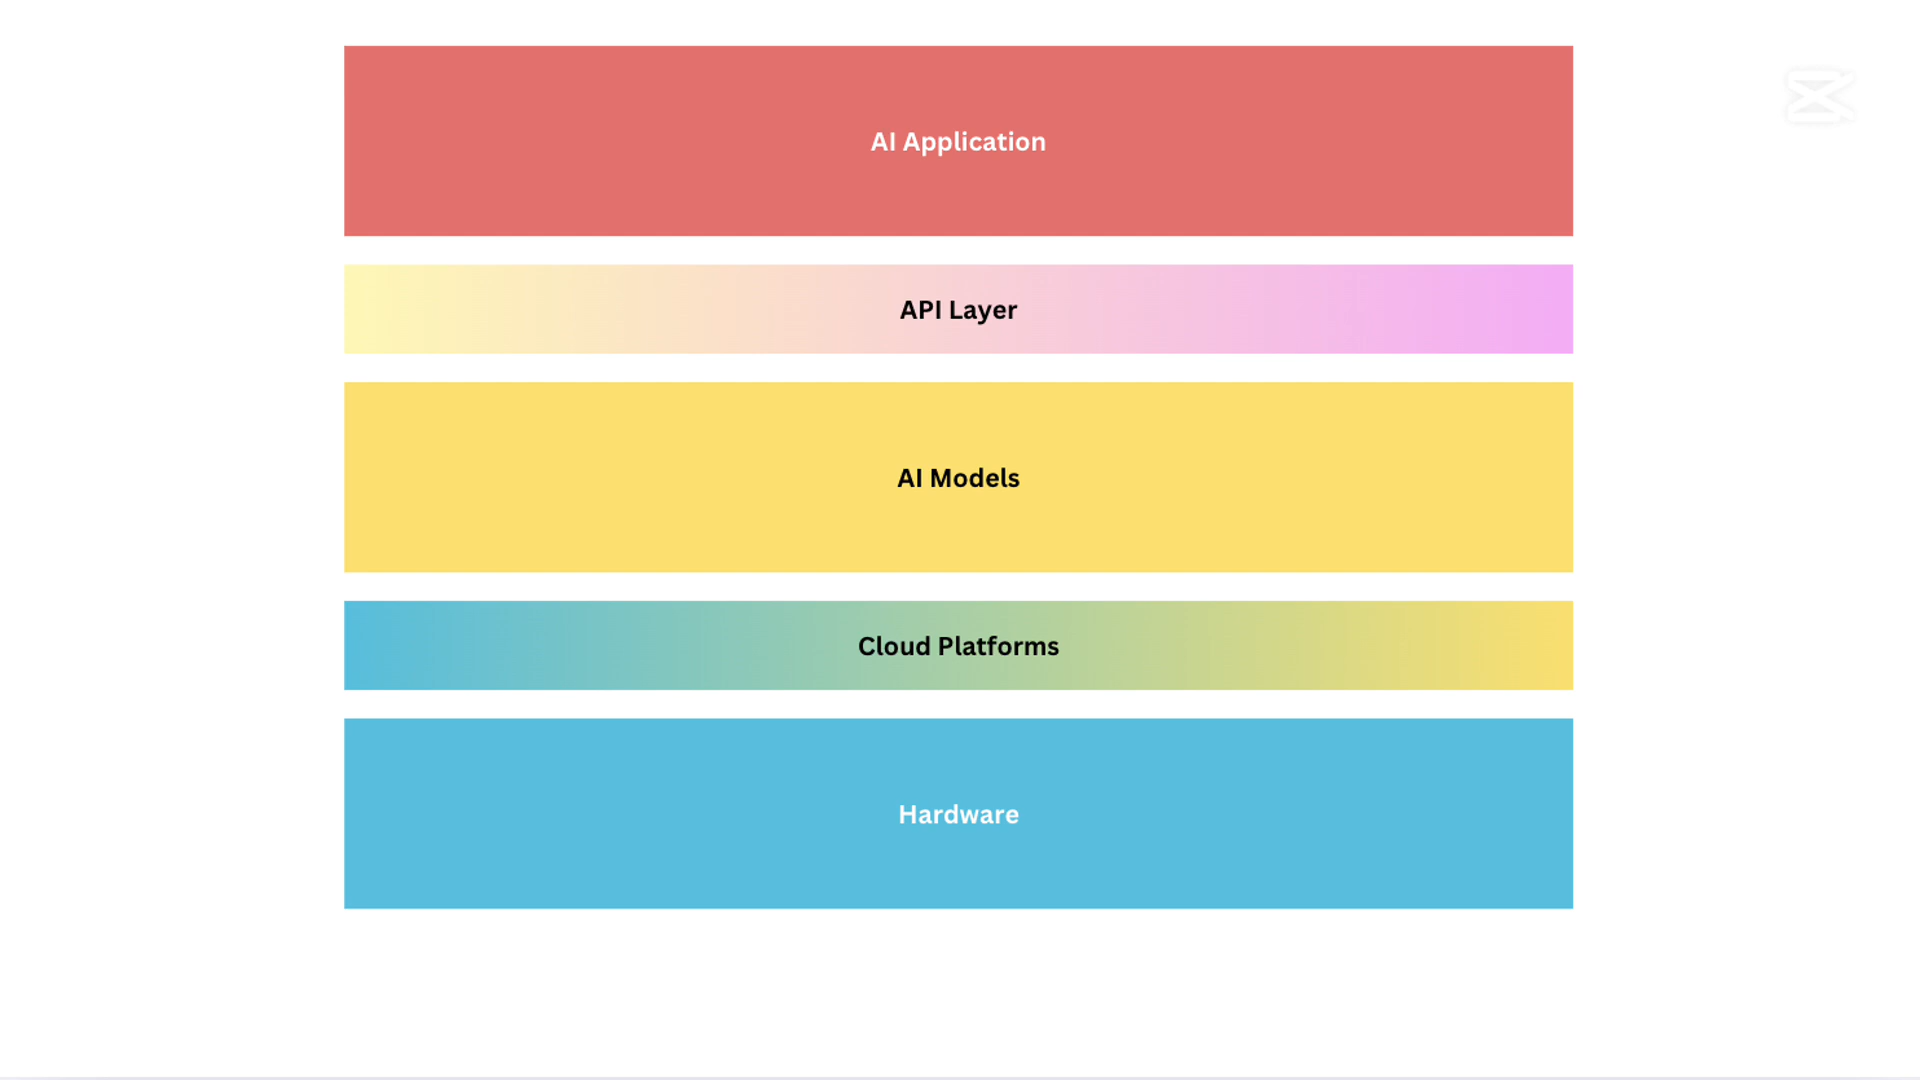 AI Application
API Layer
AI Models
Cloud Platforms
Hardware